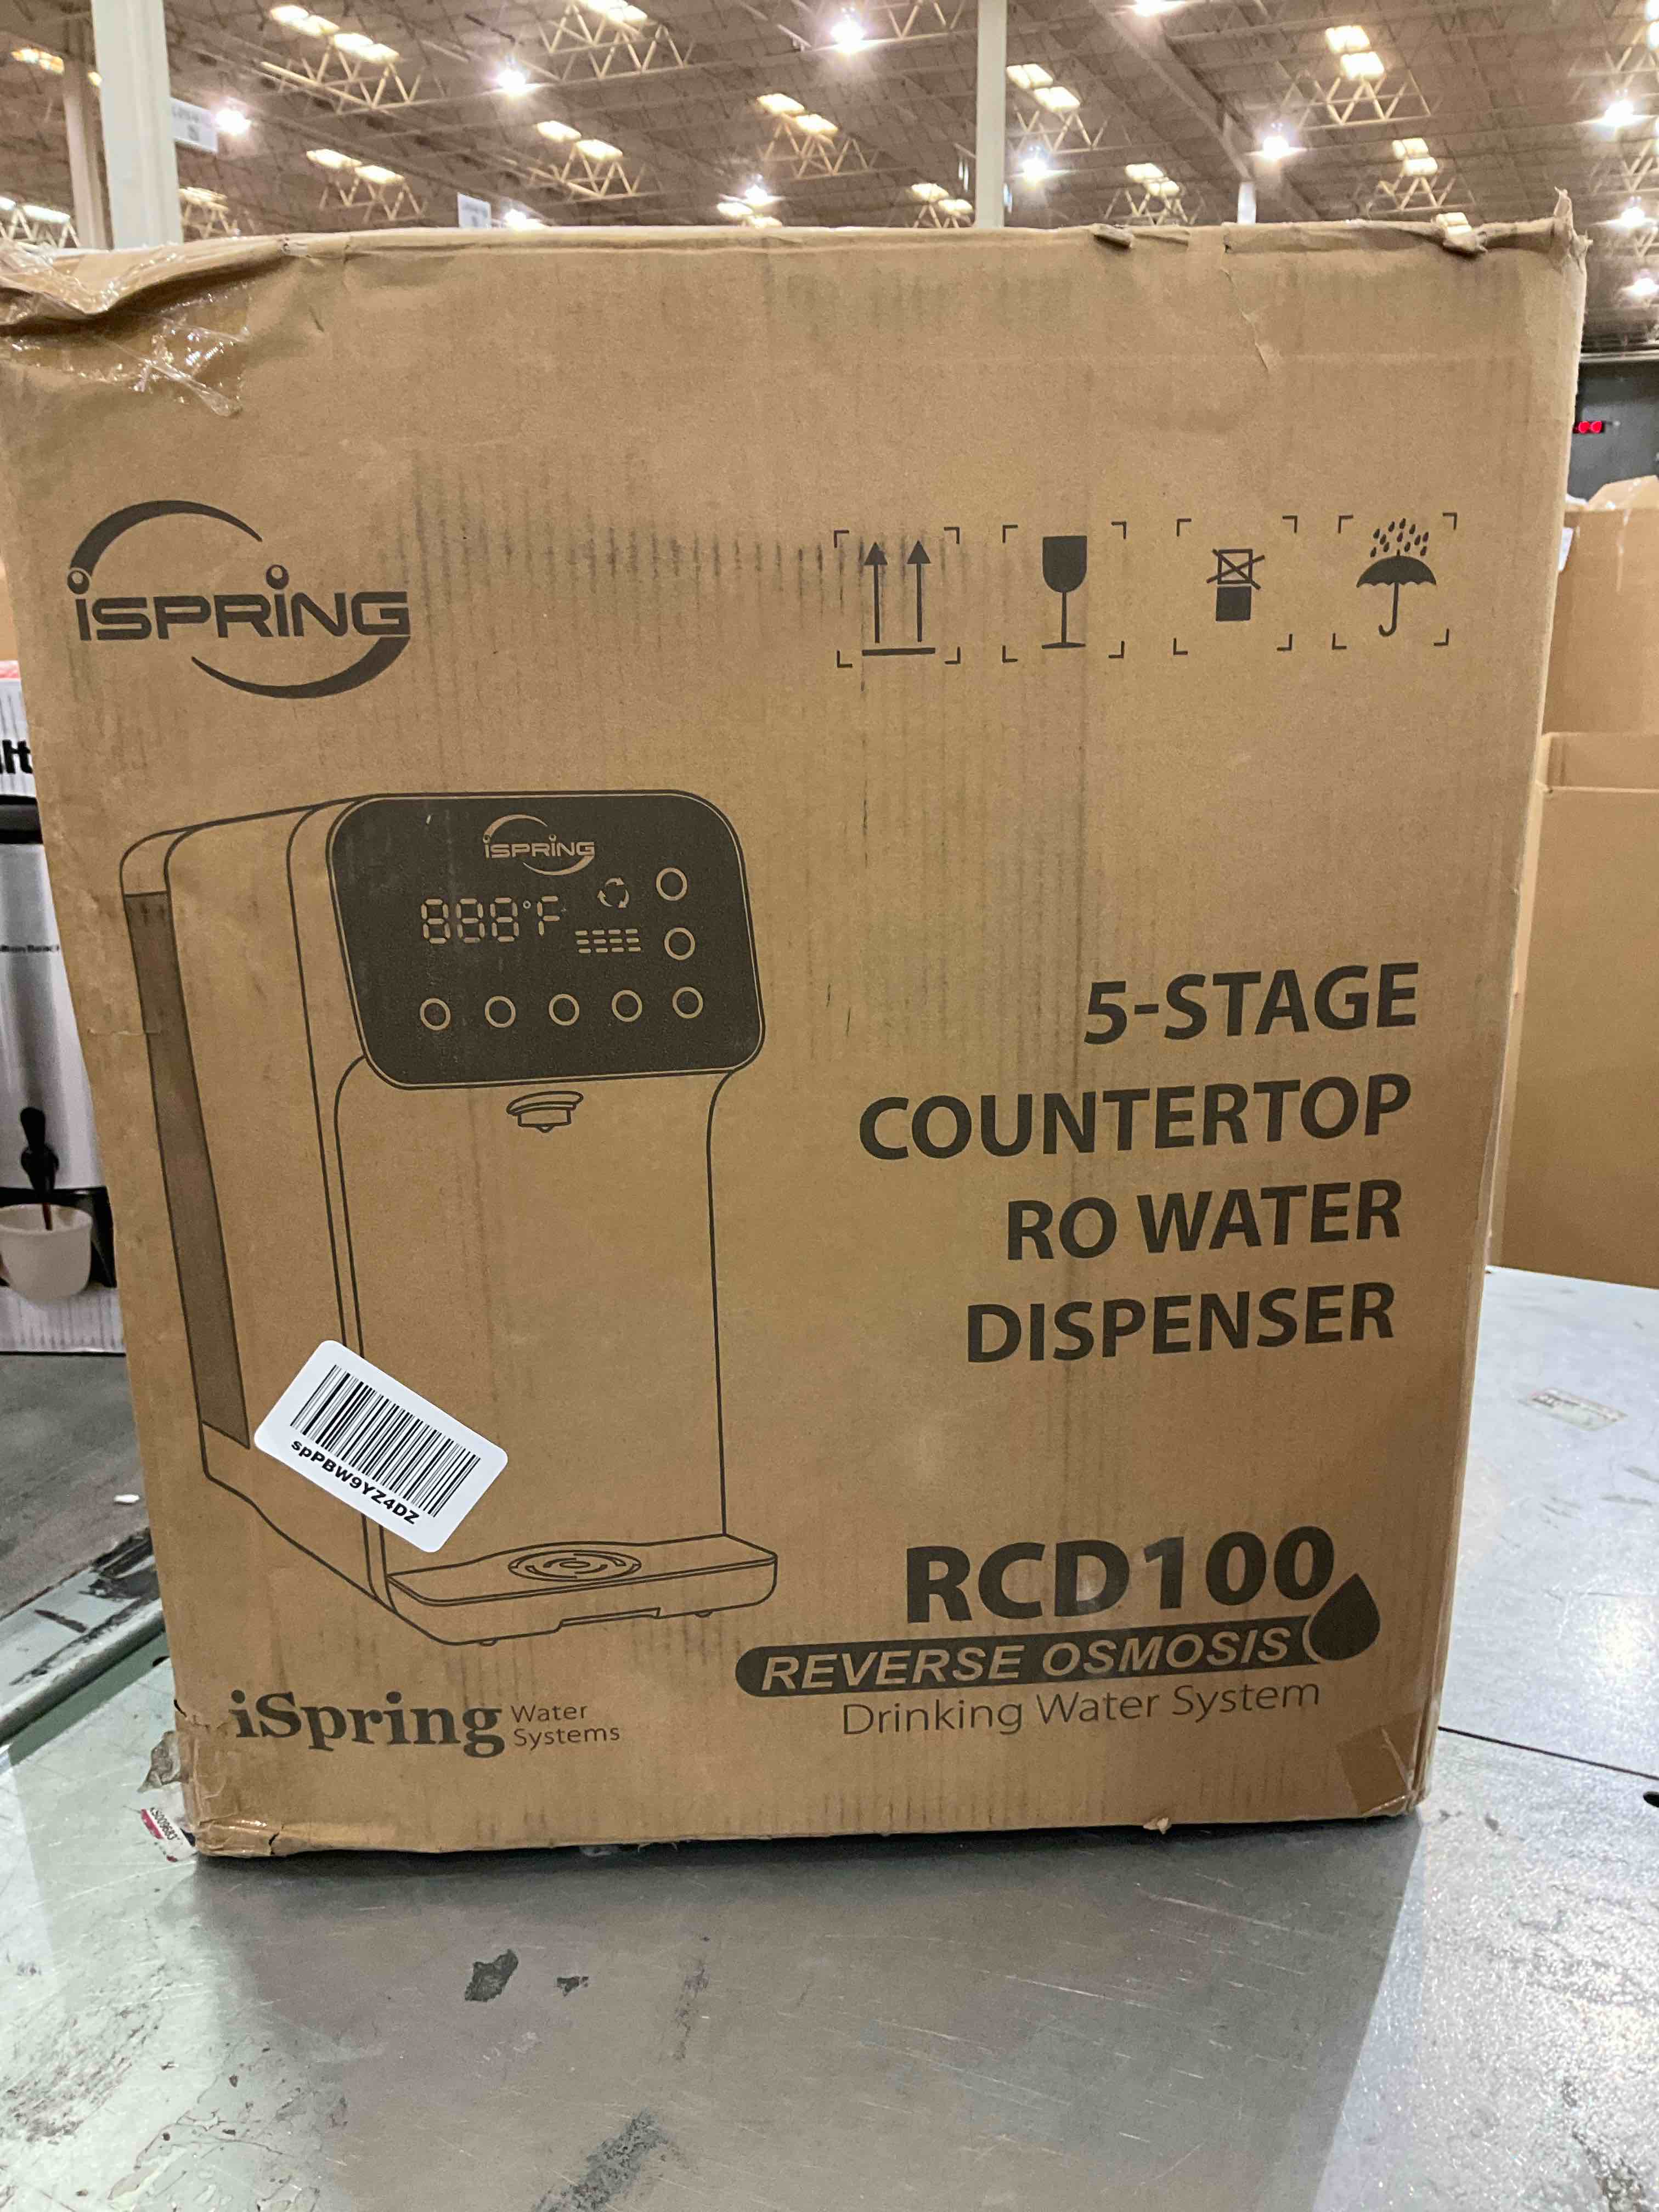 iSPRiNG
iSPRiNG
888°F
5-STAGE
COUNTERTOP
RO WATER
DISPENSER
spPBW9YZ4DZ
RCD100
REVERSE OSMOSIS
Drinking Water System
iSpring Water
Systems